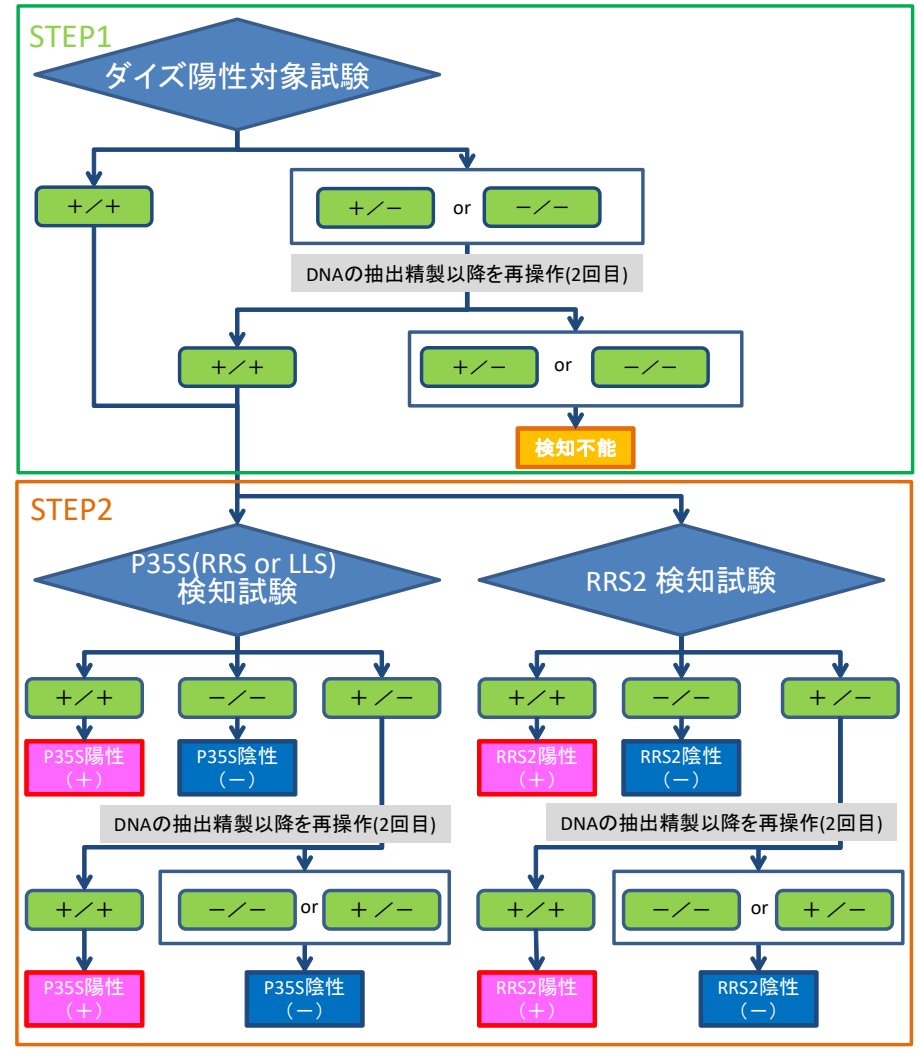 STEP1
ダイズ陽性対象試験
+/+
+/-
or
-/-
DNAの抽出精製以降を再操作(2回目)
+/+
+/-
or
-/-
検知不能
STEP2
P35S(RRS or LLS)
検知試験
RRS2 検知試験
+/+
-/-
+/-
+/+
-/-
+/-
P35S陽性
(+)
P35S陰性
(-)
RRS2陽性
(+)
RRS2陰性
(-)
DNAの抽出精製以降を再操作(2回目)
DNAの抽出精製以降を再操作(2回目)
+/+
-/-
or
+/-
+/+
-/-
or
+/-
P35S陽性
(+)
P35S陰性
(-)
RRS2陽性
(+)
RRS2陰性
(-)